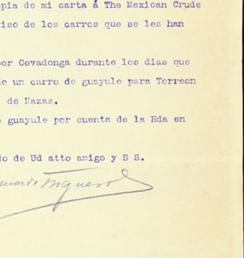 pia de mi carta á The Mexican Crude
iso de los carros que se les han
or Covadonga durante los dias que
o un carro de guayule para Torreon
de Nazas.
guayule por cuenta de la Hda en
o de Ud atto amigo y S S.